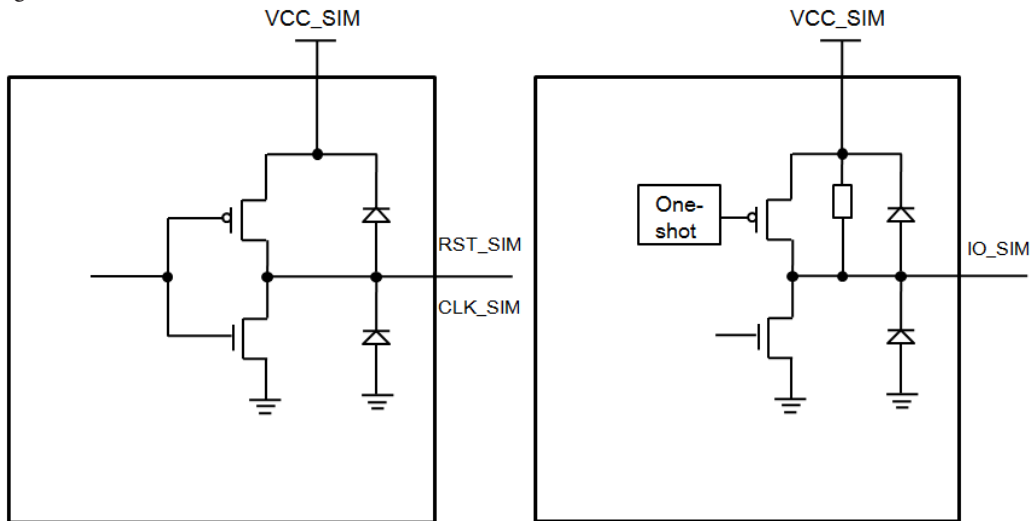 VCC_SIM
VCC_SIM
One-
shot
RST_SIM
IO_SIM
CLK_SIM